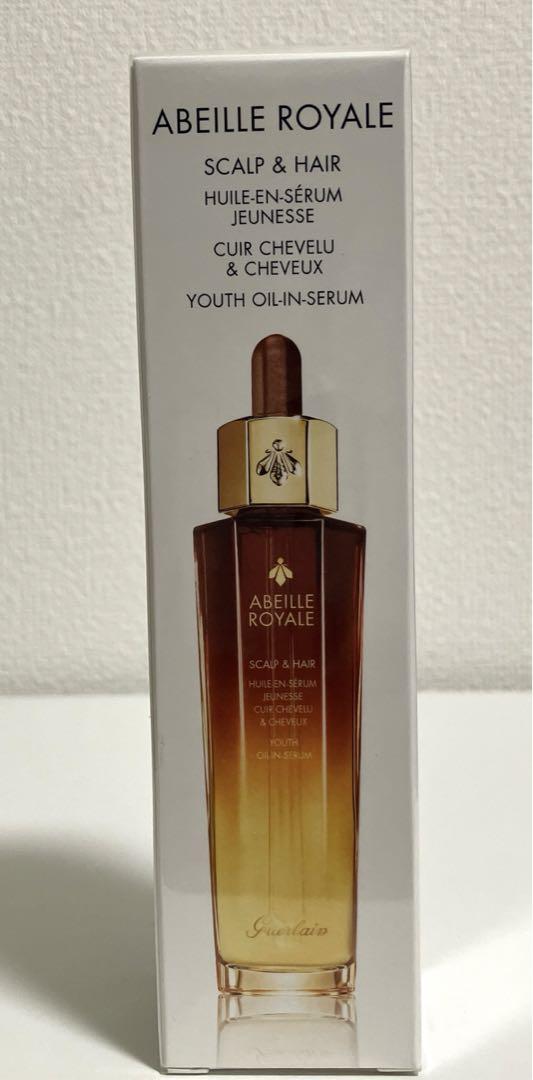 ABEILLE ROYALE
SCALP & HAIR
HUILE-EN-SÉRUM
JEUNESSE
CUIR CHEVELU
& CHEVEUX
YOUTH OIL-IN-SERUM
ABEILLE
ROYALE
SCALP & HAIR
HUILE-EN-SÉRUM
JEUNESSE
CUIR CHEVELU
& CHEVEUX
YOUTH
OIL-IN-SERUM
Guerlain